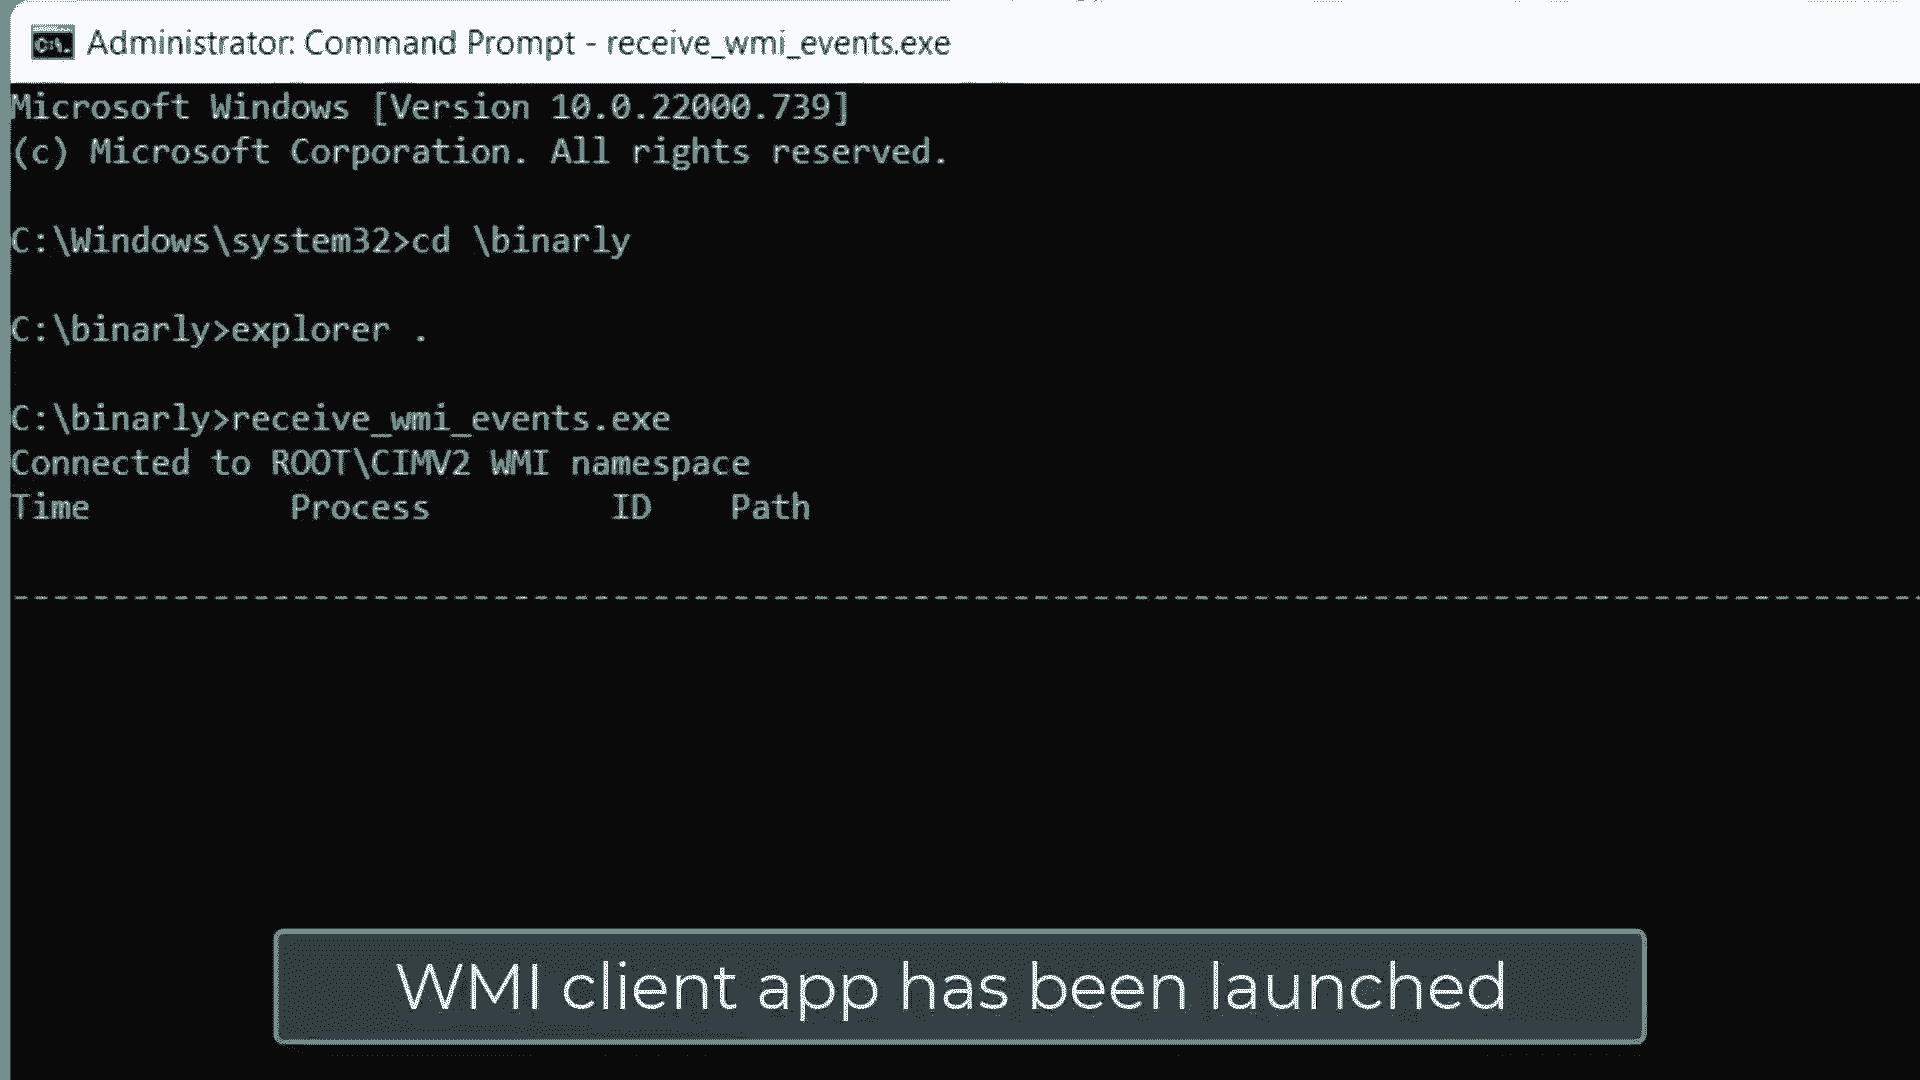 Administrator: Command Prompt - receive_wmi_events.exe
Microsoft Windows [Version 10.0.22000.739]
(c) Microsoft Corporation. All rights reserved.
C:\Windows\system32>cd \binarly
C:\binarly>explorer .
C:\binarly>receive_wmi_events.exe
Connected to ROOT\CIMV2 WMI namespace
Time Process ID Path
------------------------------------------------------------------------------------------------
WMI client app has been launched